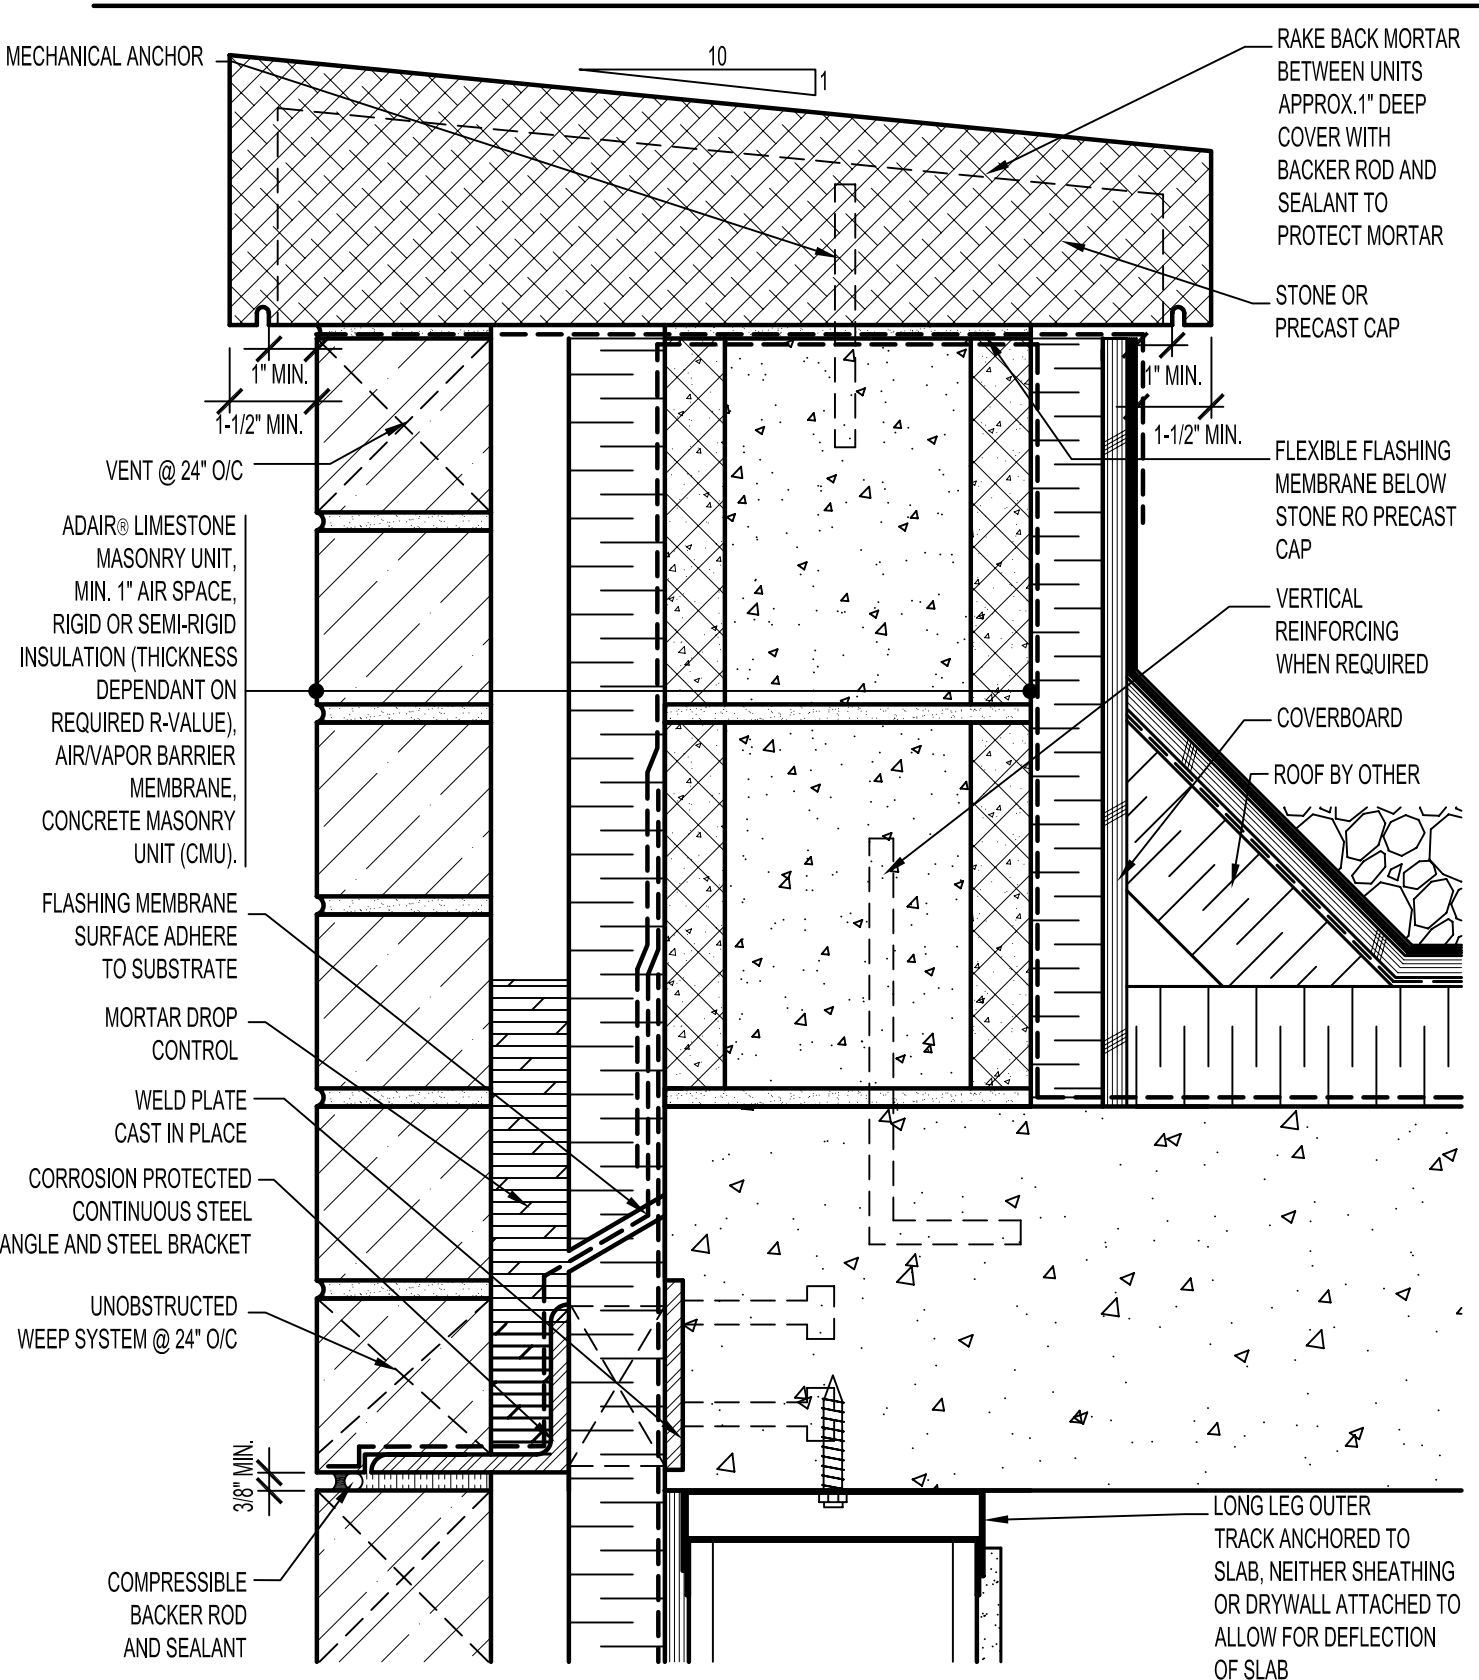 MECHANICAL ANCHOR
10
1
RAKE BACK MORTAR
BETWEEN UNITS
APPROX.1" DEEP
COVER WITH
BACKER ROD AND
SEALANT TO
PROTECT MORTAR
STONE OR
PRECAST CAP
1" MIN.
1-1/2" MIN.
1" MIN.
1-1/2" MIN.
VENT @ 24" O/C
FLEXIBLE FLASHING
MEMBRANE BELOW
STONE RO PRECAST
CAP
ADAIR® LIMESTONE
MASONRY UNIT,
MIN. 1" AIR SPACE,
RIGID OR SEMI-RIGID
INSULATION (THICKNESS
DEPENDANT ON
REQUIRED R-VALUE),
AIR/VAPOR BARRIER
MEMBRANE,
CONCRETE MASONRY
UNIT (CMU).
VERTICAL
REINFORCING
WHEN REQUIRED
COVERBOARD
ROOF BY OTHER
FLASHING MEMBRANE
SURFACE ADHERE
TO SUBSTRATE
MORTAR DROP
CONTROL
WELD PLATE
CAST IN PLACE
CORROSION PROTECTED
CONTINUOUS STEEL
ANGLE AND STEEL BRACKET
UNOBSTRUCTED
WEEP SYSTEM @ 24" O/C
3/8" MIN.
COMPRESSIBLE
BACKER ROD
AND SEALANT
LONG LEG OUTER
TRACK ANCHORED TO
SLAB, NEITHER SHEATHING
OR DRYWALL ATTACHED TO
ALLOW FOR DEFLECTION
OF SLAB